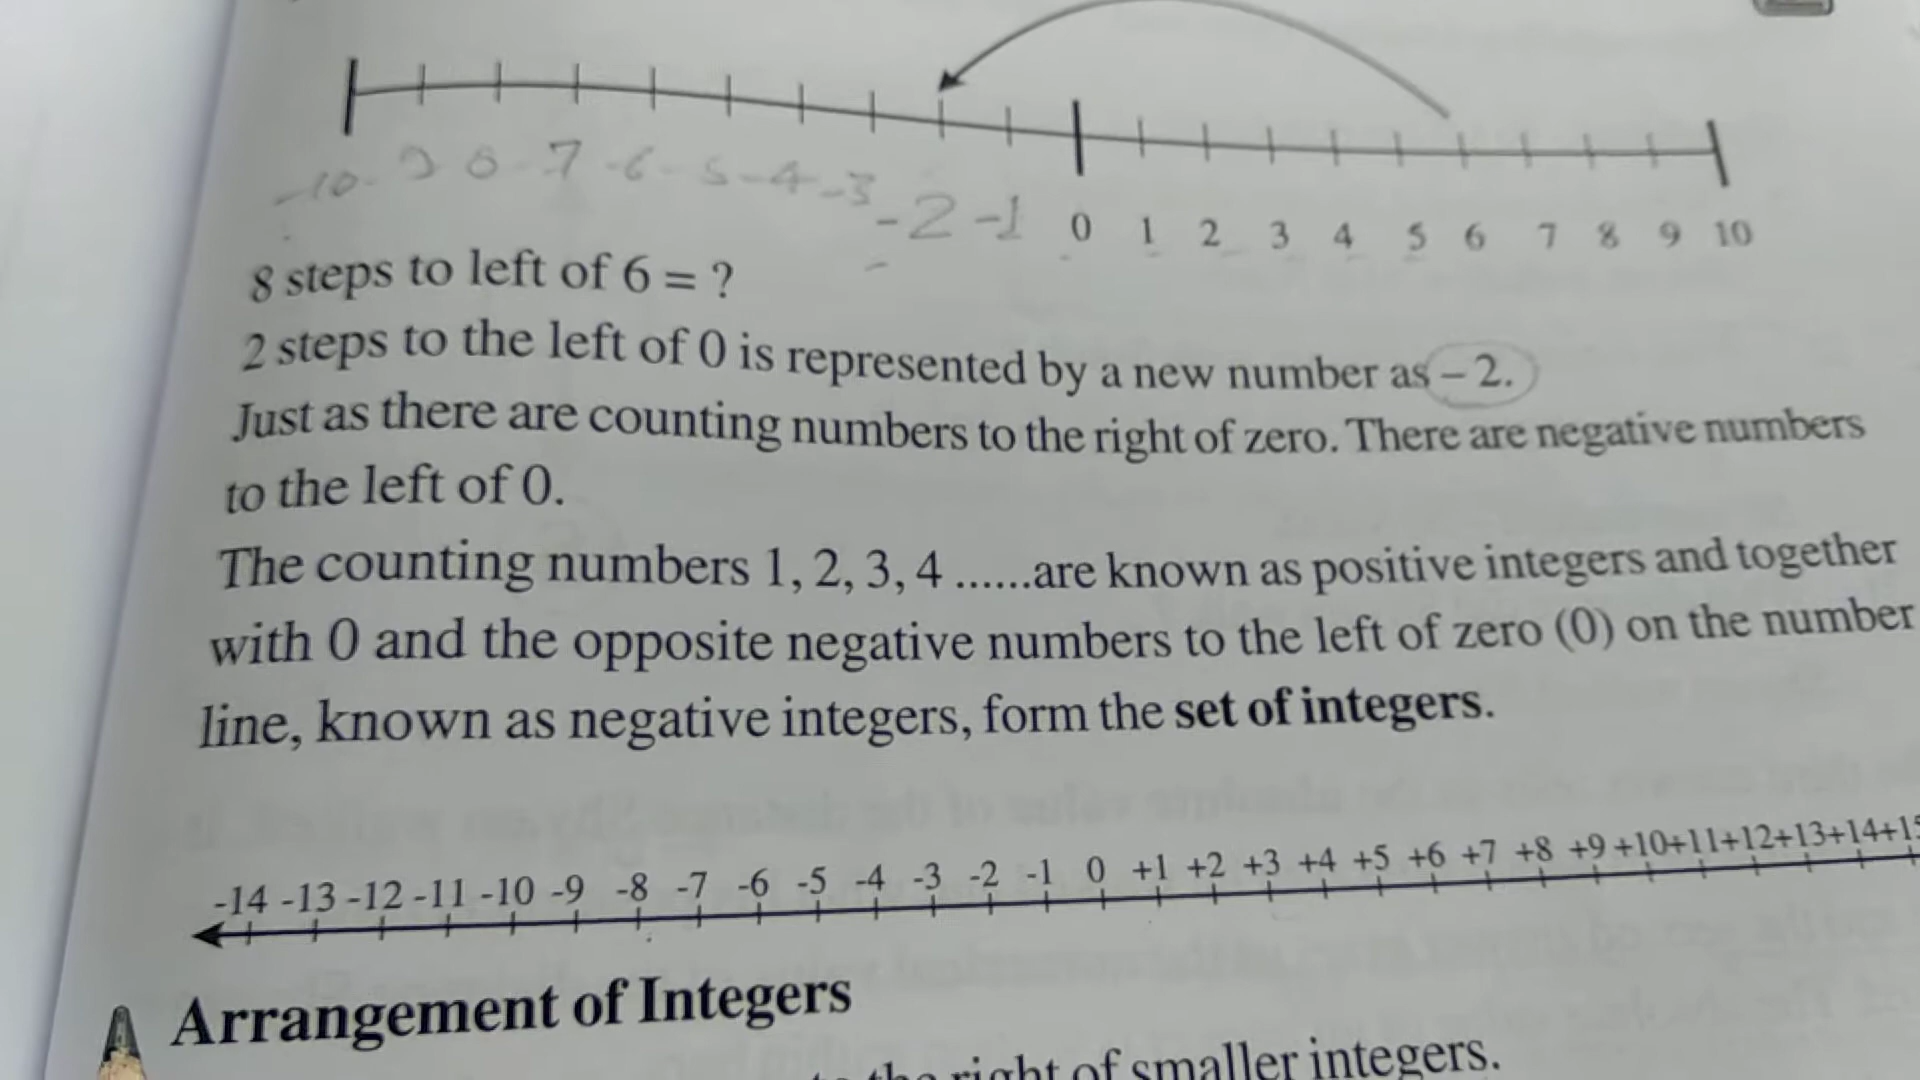 -10 - 9 8 - 7 - 6 - 5 - 4 - 3 - 2 - 1 0 1 2 3 4 5 6 7 8 9 10
8 steps to left of 6 = ?
2 steps to the left of 0 is represented by a new number as – 2.
Just as there are counting numbers to the right of zero. There are negative numbers
to the left of 0.
The counting numbers 1, 2, 3, 4 ......are known as positive integers and together
with 0 and the opposite negative numbers to the left of zero (0) on the number
line, known as negative integers, form the set of integers.
-14 -13 -12 -11 -10 -9 -8 -7 -6 -5 -4 -3 -2 -1 0 +1 +2 +3 +4 +5 +6 +7 +8 +9 +10+11+12+13+14+15
Arrangement of Integers
the right of smaller integers.